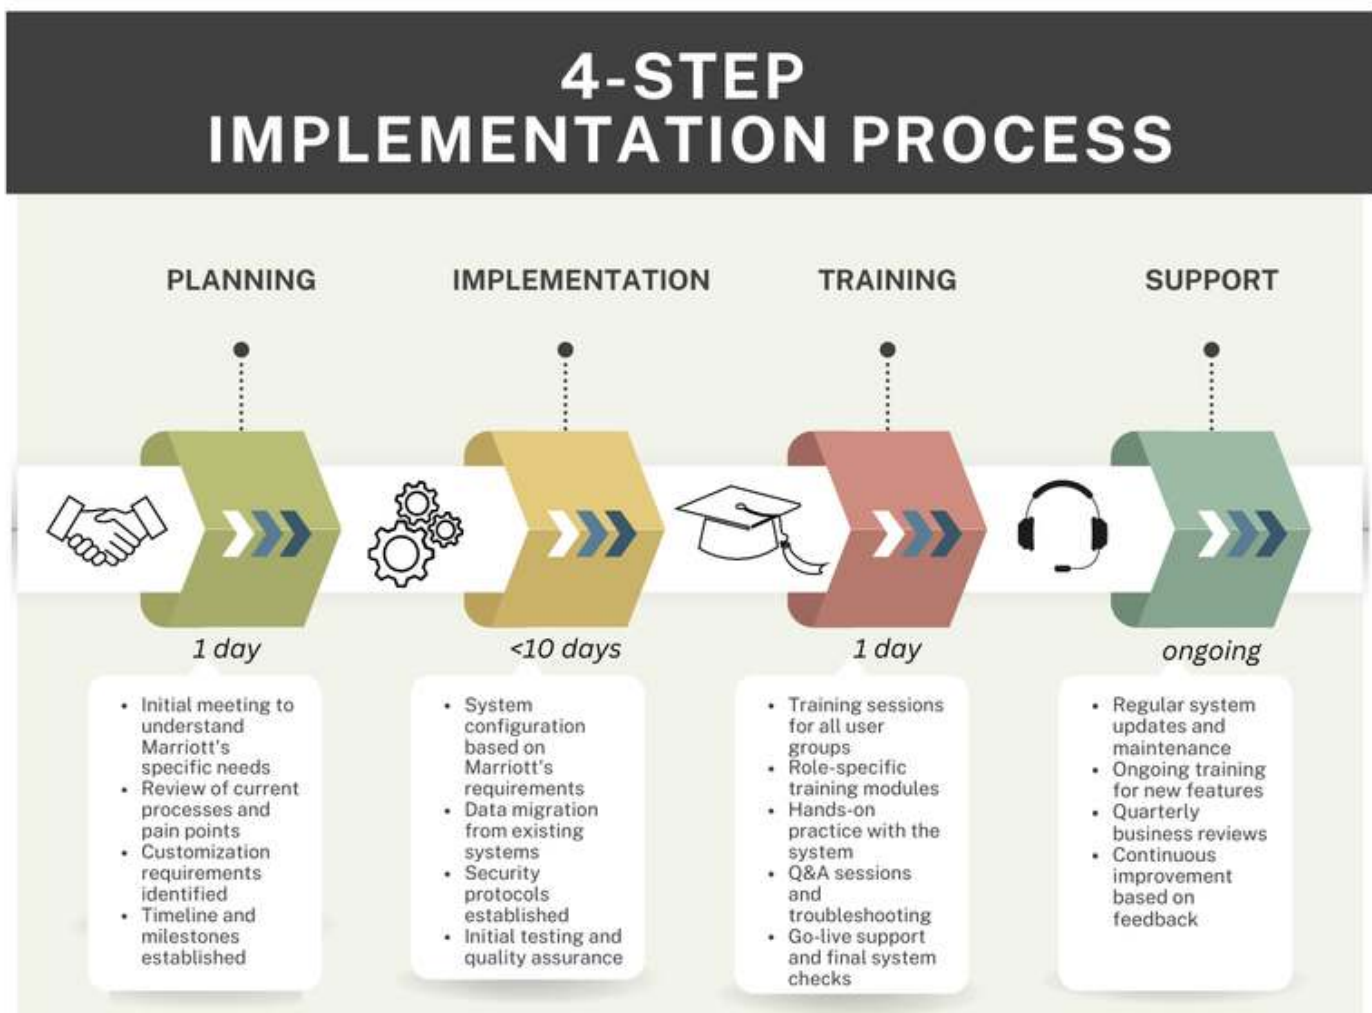 4-STEP
IMPLEMENTATION PROCESS
PLANNING
IMPLEMENTATION
TRAINING
SUPPORT
1 day
<10 days
1 day
ongoing
• Initial meeting to
understand
Marriott's
specific needs
• Review of current
processes and
pain points
• Customization
requirements
identified
• Timeline and
milestones
established
• System
configuration
based on
Marriott's
requirements
• Data migration
from existing
systems
• Security
protocols
established
• Initial testing and
quality assurance
• Training sessions
for all user
groups
• Role-specific
training modules
• Hands-on
practice with the
system
• Q&A sessions
and
troubleshooting
• Go-live support
and final system
checks
• Regular system
updates and
maintenance
• Ongoing training
for new features
• Quarterly
business reviews
• Continuous
improvement
based on
feedback